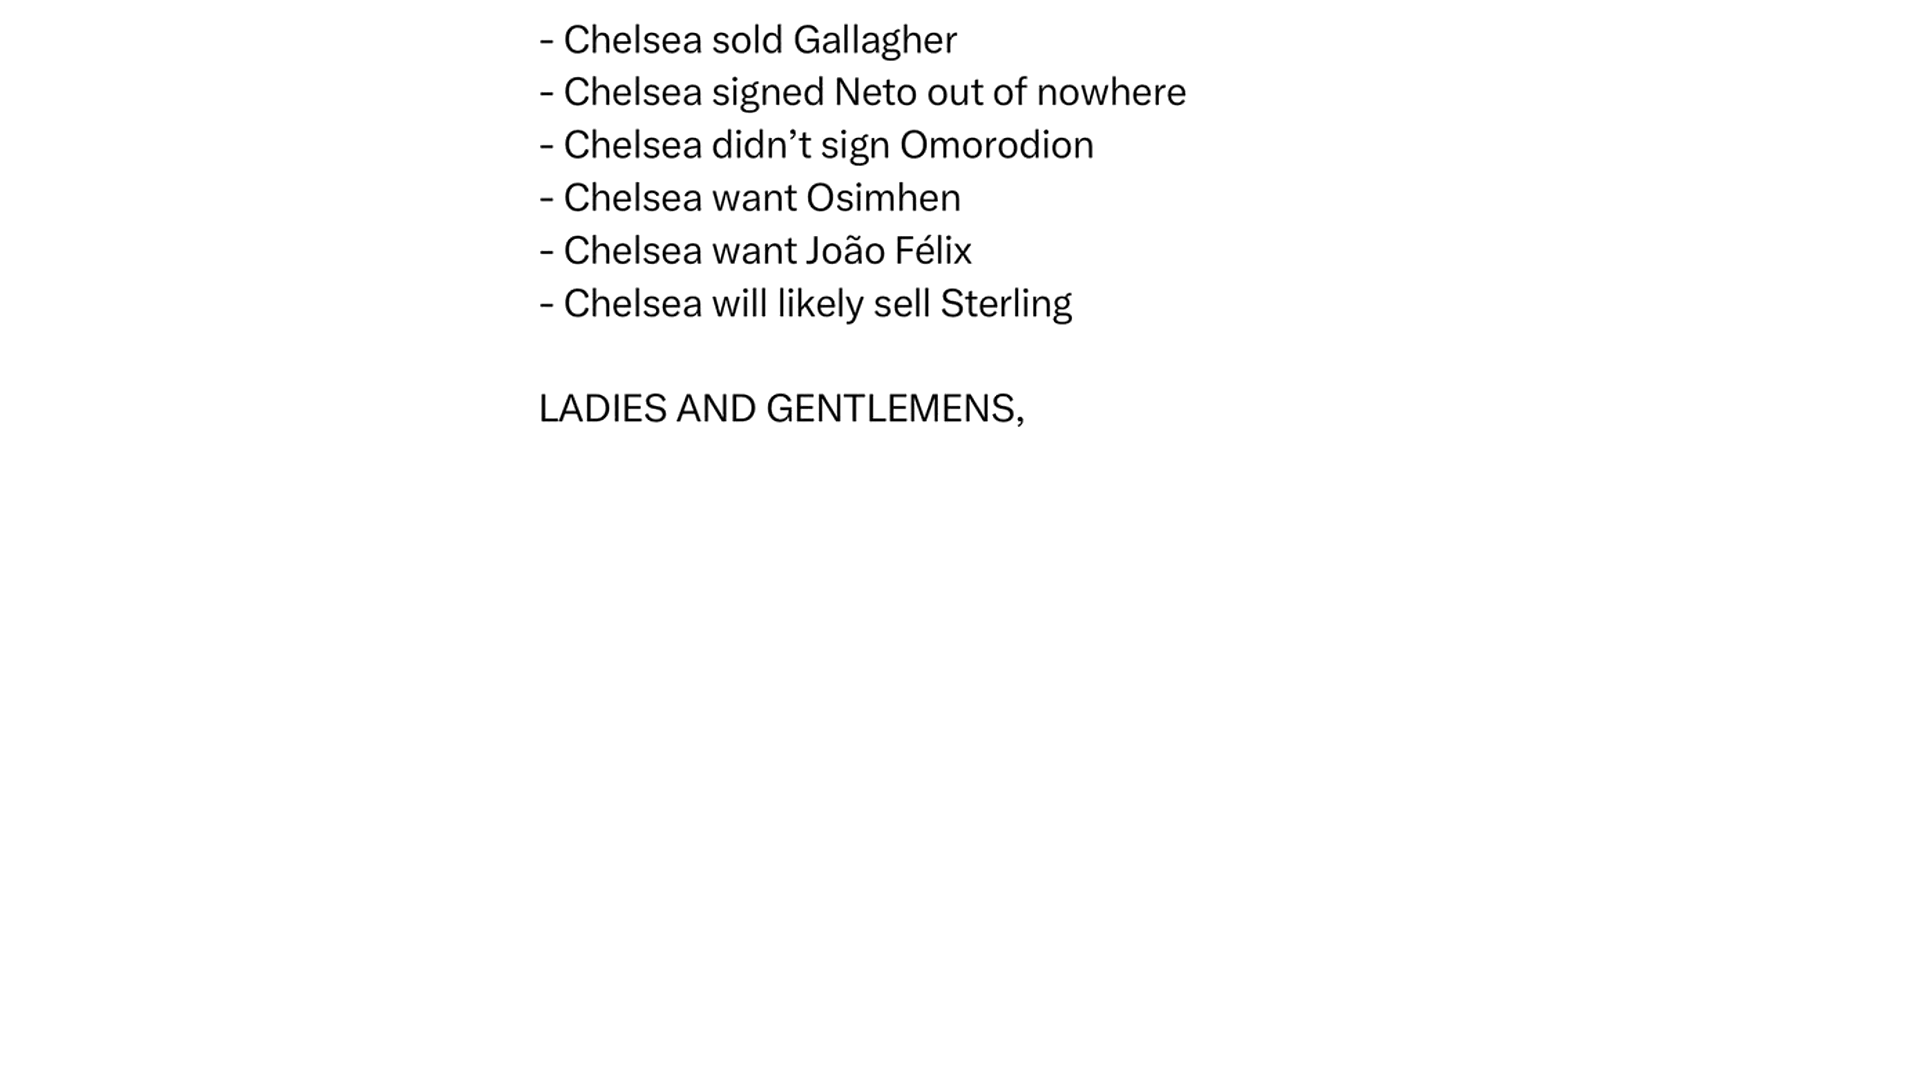 - Chelsea sold Gallagher
- Chelsea signed Neto out of nowhere
- Chelsea didn’t sign Omorodion
- Chelsea want Osimhen
- Chelsea want João Félix
- Chelsea will likely sell Sterling
LADIES AND GENTLEMENS,